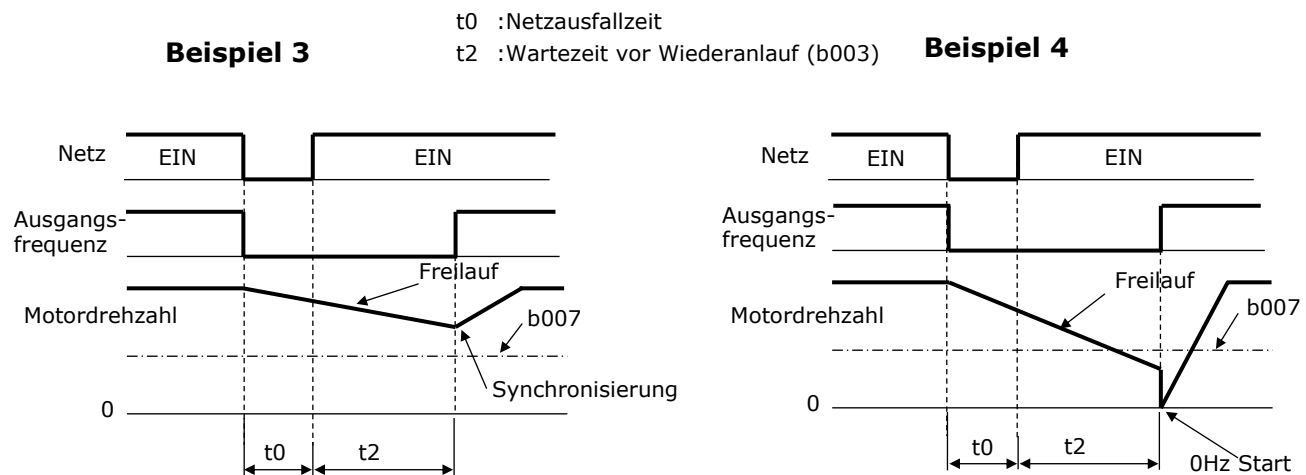 t0 :Netzausfallzeit
t2 :Wartezeit vor Wiederanlauf (b003)
Beispiel 3
Netz
EIN
EIN
Ausgangs-
frequenz
Freilauf
Motordrehzahl
b007
Synchronisierung
0
t0
t2
Beispiel 4
Netz
EIN
EIN
Ausgangs-
frequenz
Freilauf
Motordrehzahl
b007
0
t0
t2
0Hz Start